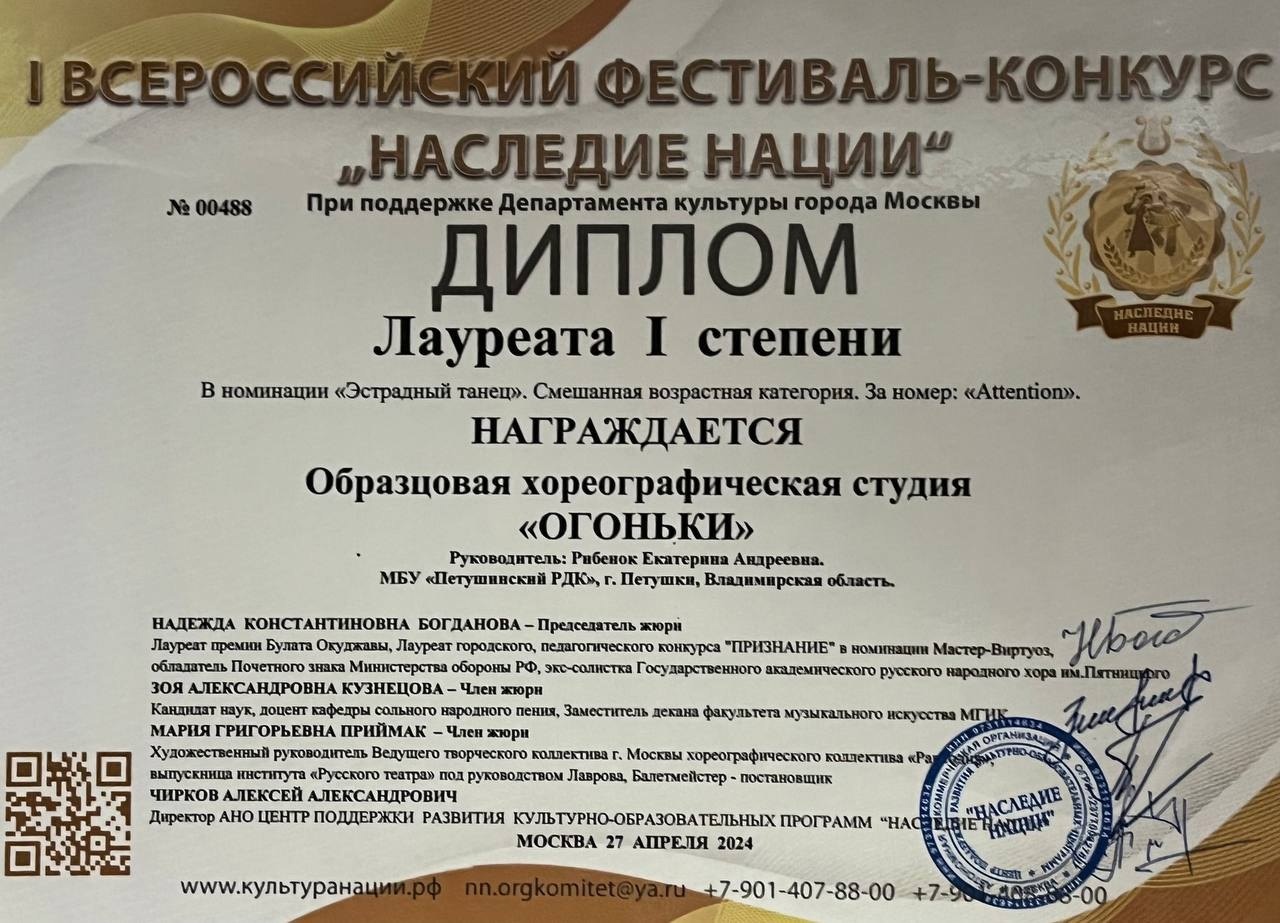 I ВСЕРОССИЙСКИЙ ФЕСТИВАЛЬ-КОНКУРС
„НАСЛЕДИЕ НАЦИИ“
№ 00488
При поддержке Департамента культуры города Москвы
ДИПЛОМ
Лауреата I степени
В номинации «Эстрадный танец». Смешанная возрастная категория. За номер: «Attention».
НАГРАЖДАЕТСЯ
Образцовая хореографическая студия
«ОГОНЬКИ»
Руководитель: Рибенок Екатерина Андреевна.
МБУ «Петушинский РДК», г. Петушки, Владимирская область.
НАСЛЕДИЕ
НАЦИИ
НАДЕЖДА КОНСТАНТИНОВНА БОГДАНОВА – Председатель жюри
Лауреат премии Булата Окуджавы, Лауреат городского, педагогического конкурса "ПРИЗНАНИЕ" в номинации Мастер-Виртуоз,
обладатель Почетного знака Министерства обороны РФ, экс-солистка Государственного академического русского народного хора им.Пятницкого
ЗОЯ АЛЕКСАНДРОВНА КУЗНЕЦОВА – Член жюри
Кандидат наук, доцент кафедры сольного народного пения, Заместитель декана факультета музыкального искусства МГИК
МАРИЯ ГРИГОРЬЕВНА ПРИЙМАК – Член жюри
Художественный руководитель Ведущего творческого коллектива г. Москвы хореографического коллектива
выпускница института «Русского театра» под руководством Лаврова, Балетмейстер - постановщик
ЧИРКОВ АЛЕКСЕЙ АЛЕКСАНДРОВИЧ
Директор АНО ЦЕНТР ПОДДЕРЖКИ РАЗВИТИЯ КУЛЬТУРНО-ОБРАЗОВАТЕЛЬНЫХ ПРОГРАММ "НАСЛЕДИЕ НАЦИИ"
МОСКВА 27 АПРЕЛЯ 2024
"НАСЛЕДИЕ
НАЦИИ"
www.культуранации.рф nn.orgkomitet@ya.ru +7-901-407-88-00